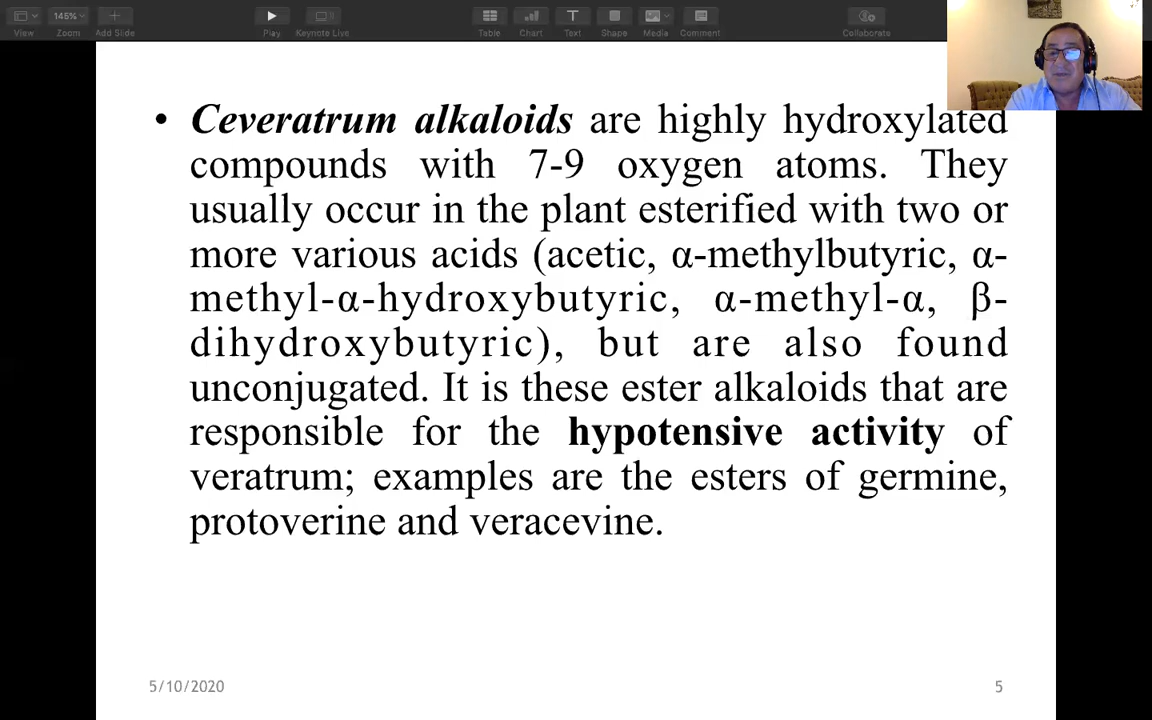 145%
View
Zoom
Add Slide
Play
Keynote Live
Table
Chart
Text
Shape
Media
Comment
Collaborate
• Ceveratrum alkaloids are highly hydroxylated
compounds with 7-9 oxygen atoms. They
usually occur in the plant esterified with two or
more various acids (acetic, α-methylbutyric, α-
methyl-α-hydroxybutyric, α-methyl-α, β-
dihydroxybutyric), but are also found
unconjugated. It is these ester alkaloids that are
responsible for the hypotensive activity of
veratrum; examples are the esters of germine,
protoverine and veracevine.
5/10/2020
5